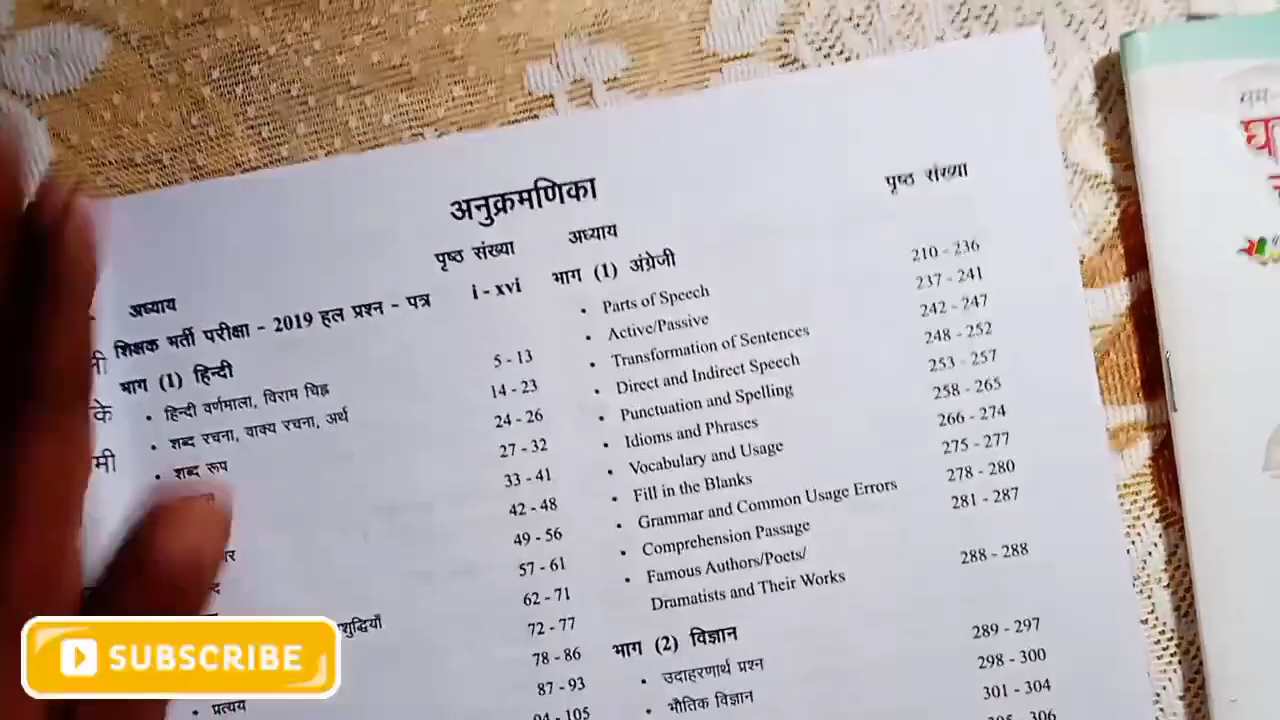 अनुक्रमणिका
अध्याय
पृष्ठ संख्या
शिक्षक भर्ती परीक्षा - 2019 हल प्रश्न - पत्र i - xvi
भाग (1) हिन्दी
• हिन्दी वर्णमाला, विराम चिह्न 5 - 13
• शब्द रचना, वाक्य रचना, अर्थ 14 - 23
• शब्द रूप 24 - 26
27 - 32
33 - 41
42 - 48
49 - 56
57 - 61
62 - 71
72 - 77
78 - 86
87 - 93
• प्रत्यय 94 - 105
अध्याय
पृष्ठ संख्या
भाग (1) अंग्रेजी
• Parts of Speech 210 - 236
• Active/Passive 237 - 241
• Transformation of Sentences 242 - 247
• Direct and Indirect Speech 248 - 252
• Punctuation and Spelling 253 - 257
• Idioms and Phrases 258 - 265
• Vocabulary and Usage 266 - 274
• Fill in the Blanks 275 - 277
• Grammar and Common Usage Errors 278 - 280
• Comprehension Passage 281 - 287
• Famous Authors/Poets/
Dramatists and Their Works 288 - 288
भाग (2) विज्ञान
• उदाहरणार्थ प्रश्न 289 - 297
• भौतिक विज्ञान 298 - 300
301 - 304
305 - 306
के
SUBSCRIBE